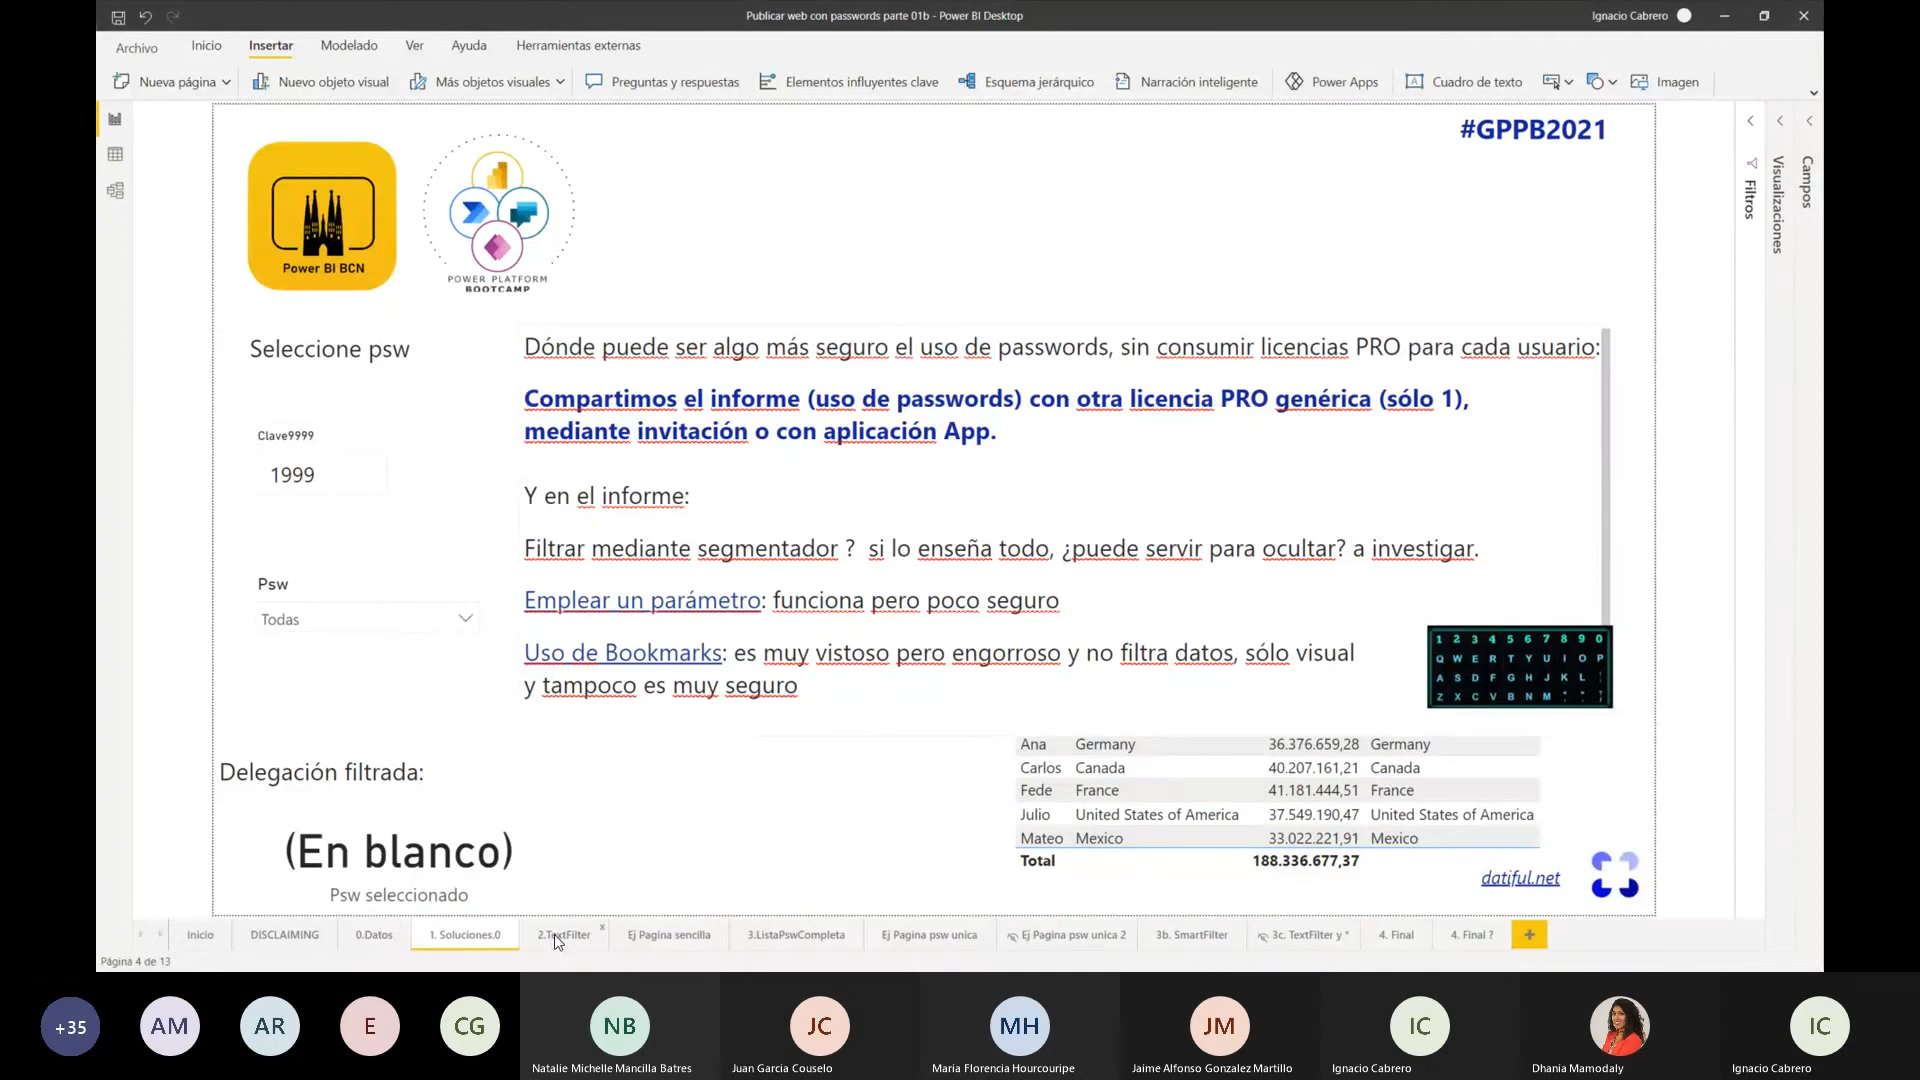 Publicar web con passwords parte 01b - Power BI Desktop
Ignacio Cabrero
Archivo Inicio Insertar Modelado Ver Ayuda Herramientas externas
Nueva página Nuevo objeto visual Más objetos visuales Preguntas y respuestas Elementos influyentes clave Esquema jerárquico Narración inteligente Power Apps Cuadro de texto Imagen
#GPPB2021
Power BI BCN
POWER PLATFORM
BOOTCAMP
Filtros
Visualizaciones
Campos
Seleccione psw
Clave9999
1999
Psw
Todas
Dónde puede ser algo más seguro el uso de passwords, sin consumir licencias PRO para cada usuario:
Compartimos el informe (uso de passwords) con otra licencia PRO genérica (sólo 1),
mediante invitación o con aplicación App.
Y en el informe:
Filtrar mediante segmentador ? si lo enseña todo, ¿puede servir para ocultar? a investigar.
Emplear un parámetro: funciona pero poco seguro
Uso de Bookmarks: es muy vistoso pero engorroso y no filtra datos, sólo visual
y tampoco es muy seguro
1 2 3 4 5 6 7 8 9 0
Q W E R T Y U I O P
A S D F G H J K L
Z X C V B N M
Delegación filtrada:
(En blanco)
Psw seleccionado
Ana Germany 36.376.659,28 Germany
Carlos Canada 40.207.161,21 Canada
Fede France 41.181.444,51 France
Julio United States of America 37.549.190,47 United States of America
Mateo Mexico 33.022.221,91 Mexico
Total 188.336.677,37
datiful.net
Inicio DISCLAIMING 0.Datos 1. Soluciones.0 2.TextFilter x Ej Pagina sencilla 3.ListaPswCompleta Ej Pagina psw unica Ej Pagina psw unica 2 3b. SmartFilter 3c. TextFilter y * 4. Final 4. Final ? +
Página 4 de 13
+35 AM AR E CG NB JC MH JM IC IC
Natalie Michelle Mancilla Batres Juan Garcia Couselo Maria Florencia Hourcouripe Jaime Alfonso Gonzalez Martillo Ignacio Cabrero Dhania Mamodaly Ignacio Cabrero